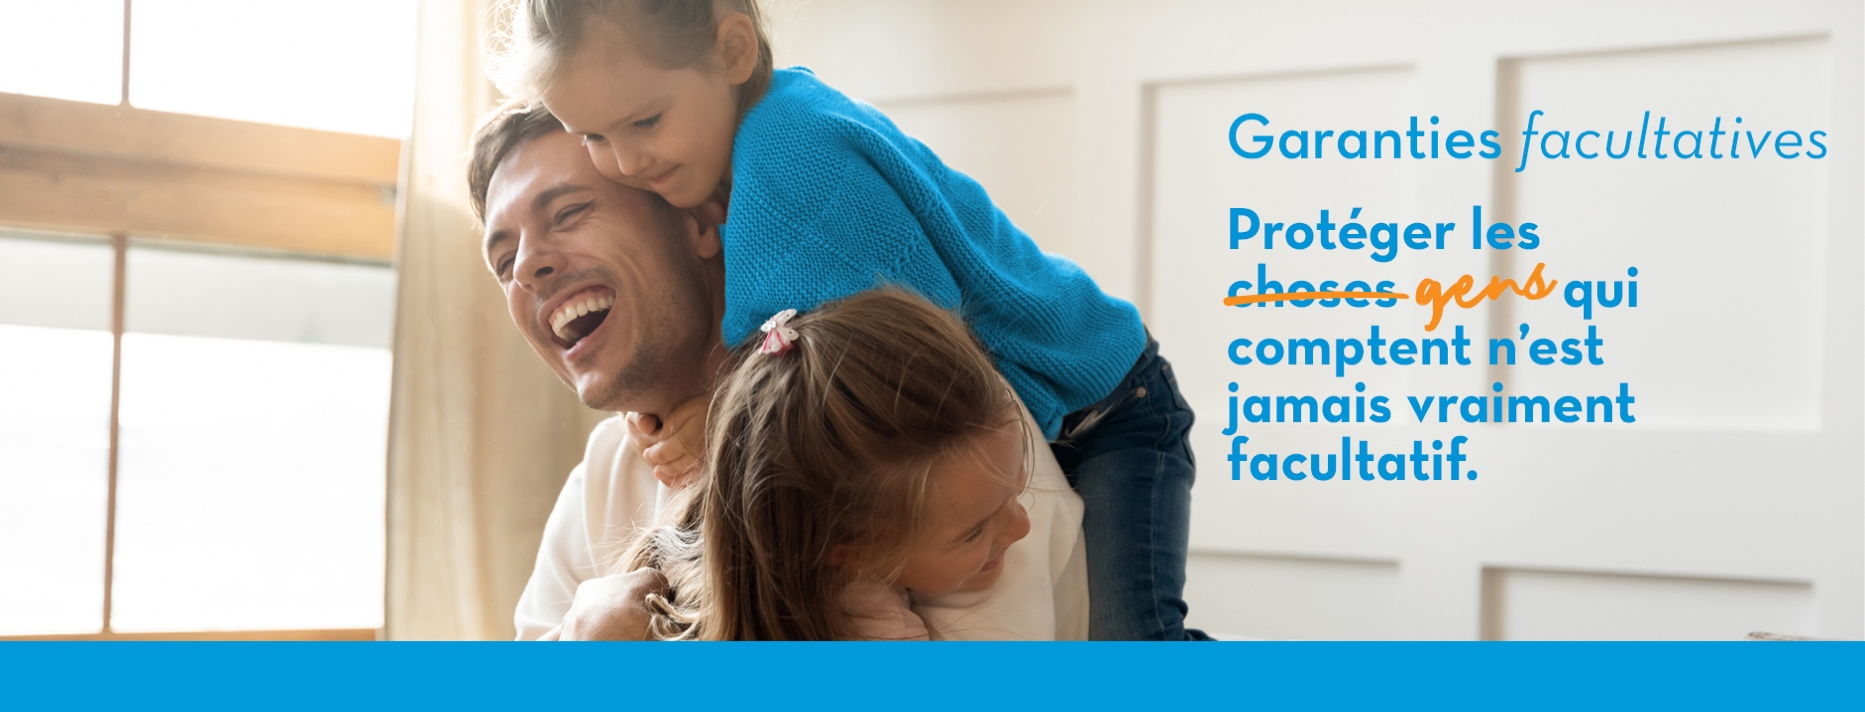 Garanties facultatives
Protéger les
choses gens qui
comptent n’est
jamais vraiment
facultatif.